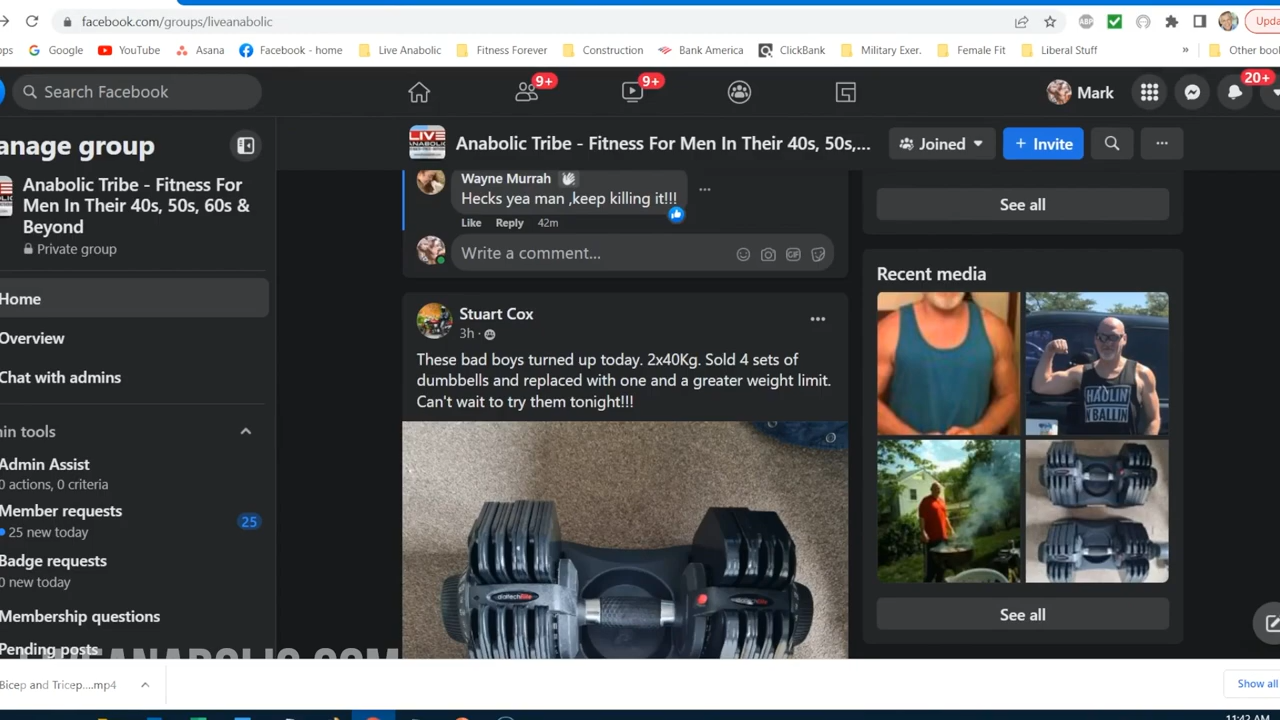 facebook.com/groups/liveanabolic
Google
YouTube
Asana
Facebook - home
Live Anabolic
Fitness Forever
Construction
Bank America
ClickBank
Military Exer.
Female Fit
Liberal Stuff
»
Search Facebook
9+
9+
Mark
20+
anage group
Anabolic Tribe - Fitness For
Men In Their 40s, 50s, 60s &
Beyond
Private group
Home
Overview
Chat with admins
in tools
Admin Assist
0 actions, 0 criteria
Member requests
25 new today
25
Badge requests
0 new today
Membership questions
Pending posts
LIVE
Anabolic Tribe - Fitness For Men In Their 40s, 50s,...
Joined
+ Invite
Wayne Murrah
Hecks yea man ,keep killing it!!!
Like Reply 42m
Write a comment...
GIF
Stuart Cox
3h
These bad boys turned up today. 2x40Kg. Sold 4 sets of
dumbbells and replaced with one and a greater weight limit.
Can't wait to try them tonight!!!
See all
Recent media
HAULIN
BALLIN
See all
LIVEANABOLIC.COM
Bicep and Tricep....mp4
Show all
11:42 AM